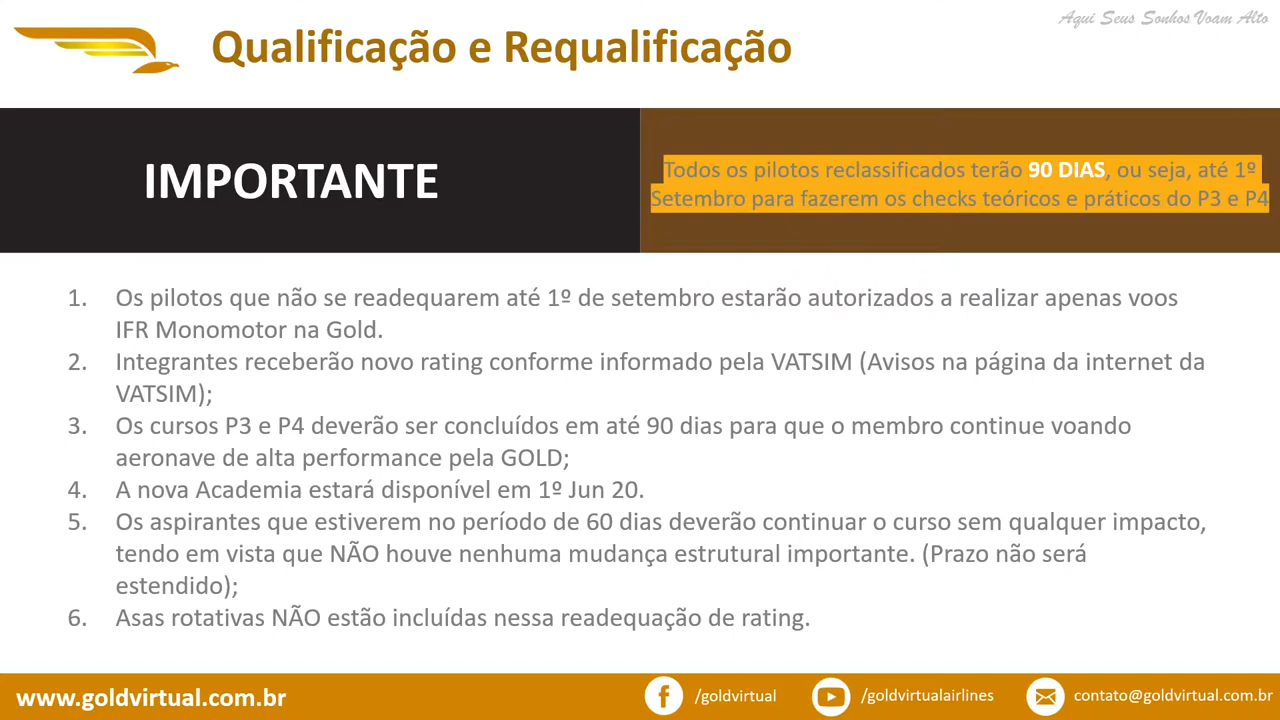 Aqui Seus Sonhos Voam Alto
Qualificação e Requalificação
IMPORTANTE
Todos os pilotos reclassificados terão 90 DIAS, ou seja, até 1º
Setembro para fazerem os checks teóricos e práticos do P3 e P4
1. Os pilotos que não se readequarem até 1º de setembro estarão autorizados a realizar apenas voos
IFR Monomotor na Gold.
2. Integrantes receberão novo rating conforme informado pela VATSIM (Avisos na página da internet da
VATSIM);
3. Os cursos P3 e P4 deverão ser concluídos em até 90 dias para que o membro continue voando
aeronave de alta performance pela GOLD;
4. A nova Academia estará disponível em 1º Jun 20.
5. Os aspirantes que estiverem no período de 60 dias deverão continuar o curso sem qualquer impacto,
tendo em vista que NÃO houve nenhuma mudança estrutural importante. (Prazo não será
estendido);
6. Asas rotativas NÃO estão incluídas nessa readequação de rating.
www.goldvirtual.com.br
/goldvirtual
/goldvirtualairlines
contato@goldvirtual.com.br